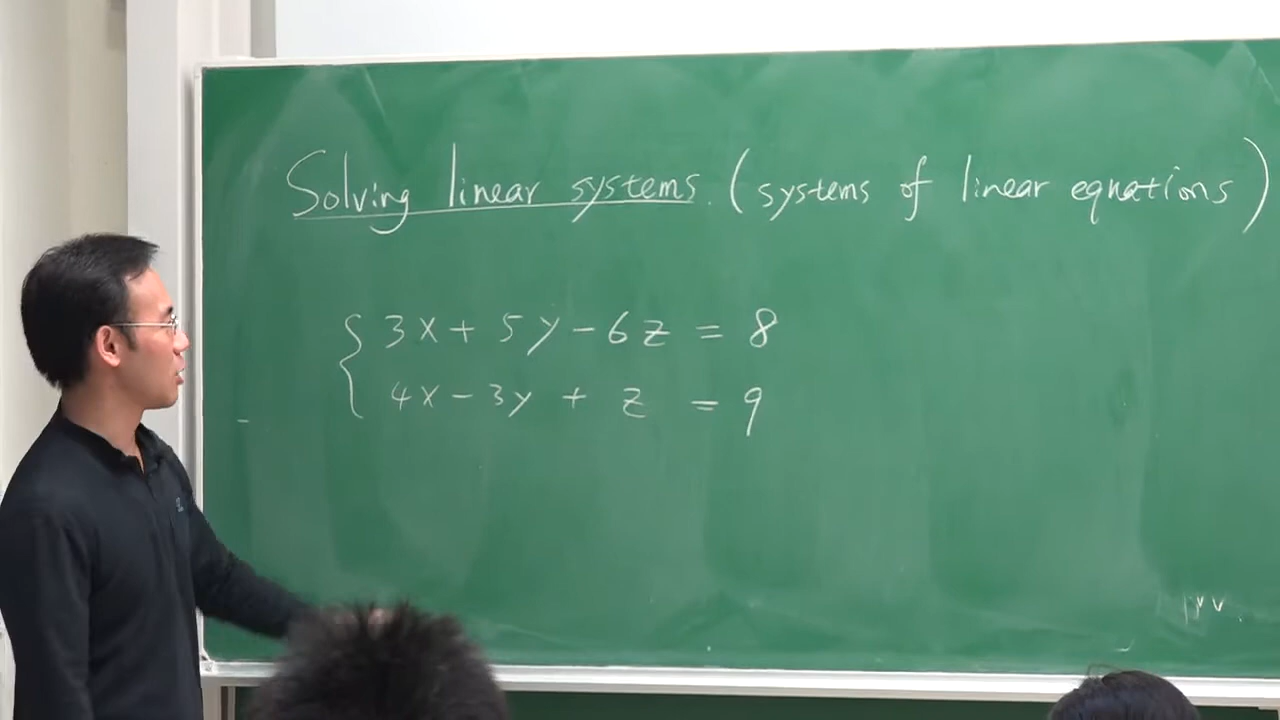 Solving linear systems. (systems of linear equations)
3x + 5y - 6z = 8
4x - 3y + z = 9